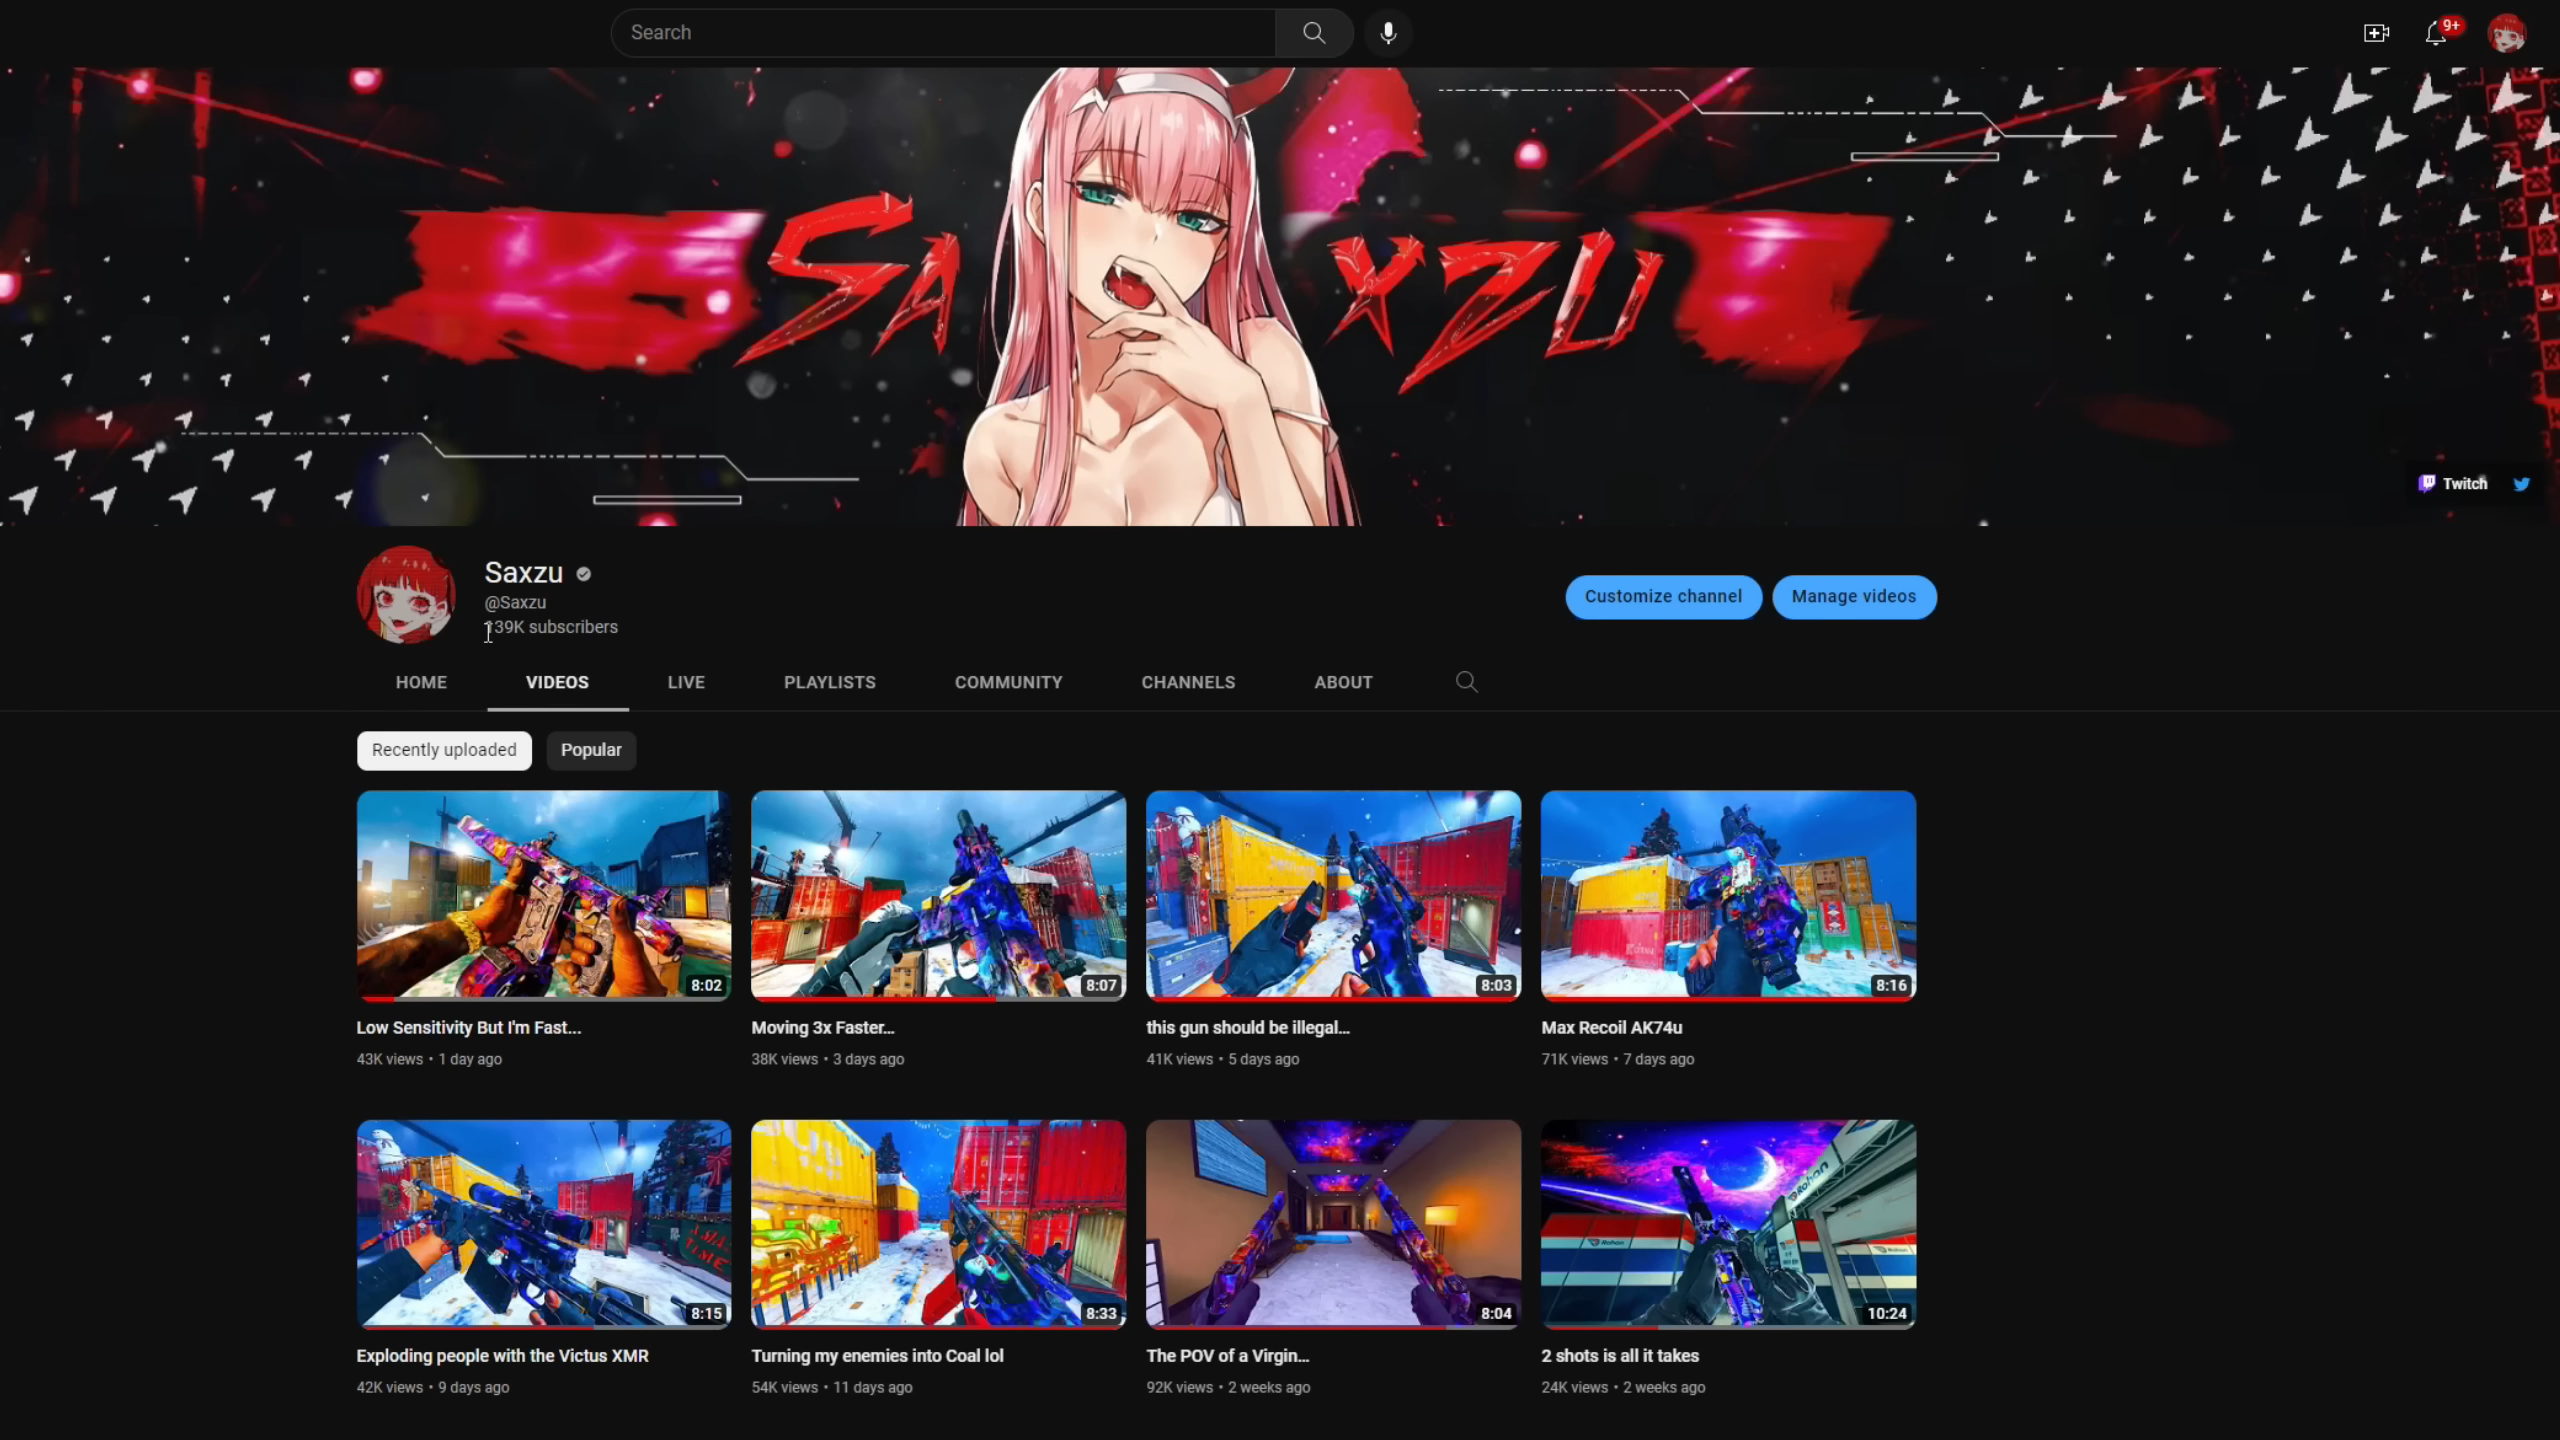 Search
9+
SAXZU
Twitch
Saxzu
@Saxzu
139K subscribers
Customize channel
Manage videos
HOME
VIDEOS
LIVE
PLAYLISTS
COMMUNITY
CHANNELS
ABOUT
Recently uploaded
Popular
8:02
8:07
8:03
8:16
Low Sensitivity But I'm Fast...
Moving 3x Faster...
this gun should be illegal...
Max Recoil AK74u
43K views • 1 day ago
38K views • 3 days ago
41K views • 5 days ago
71K views • 7 days ago
Rohan
Rohan
TIME
8:15
8:33
8:04
10:24
Exploding people with the Victus XMR
Turning my enemies into Coal lol
The POV of a Virgin...
2 shots is all it takes
42K views • 9 days ago
54K views • 11 days ago
92K views • 2 weeks ago
24K views • 2 weeks ago